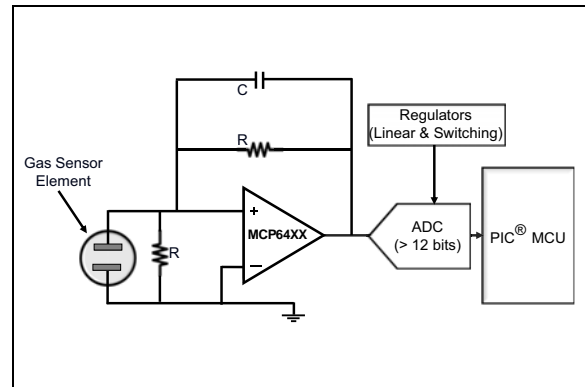 C
Regulators
(Linear & Switching)
R
Gas Sensor
Element
+
MCP64XX
ADC
(> 12 bits)
PIC® MCU
R
–